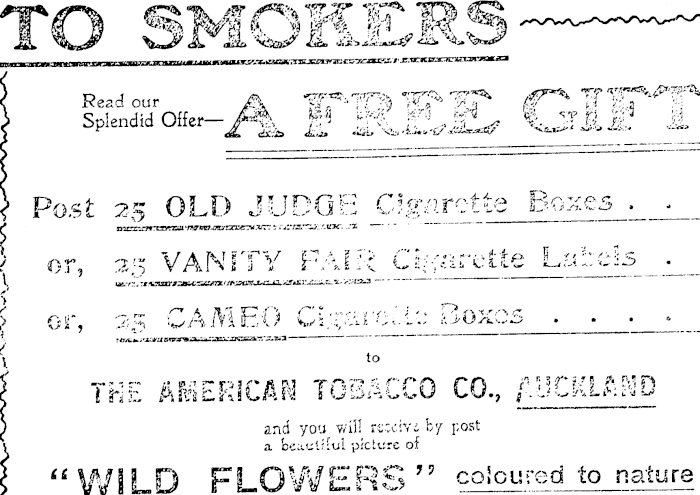 TO SMOKERS
Read our
Splendid Offer—
A FREE GIFT
Post 25 OLD JUDGE Cigarette Boxes . .
or, 25 VANITY FAIR Cigarette Labels .
or, 25 CAMEO Cigarette Boxes . . . .
to
THE AMERICAN TOBACCO CO., AUCKLAND
and you will receive by post
a beautiful picture of
"WILD FLOWERS" coloured to nature